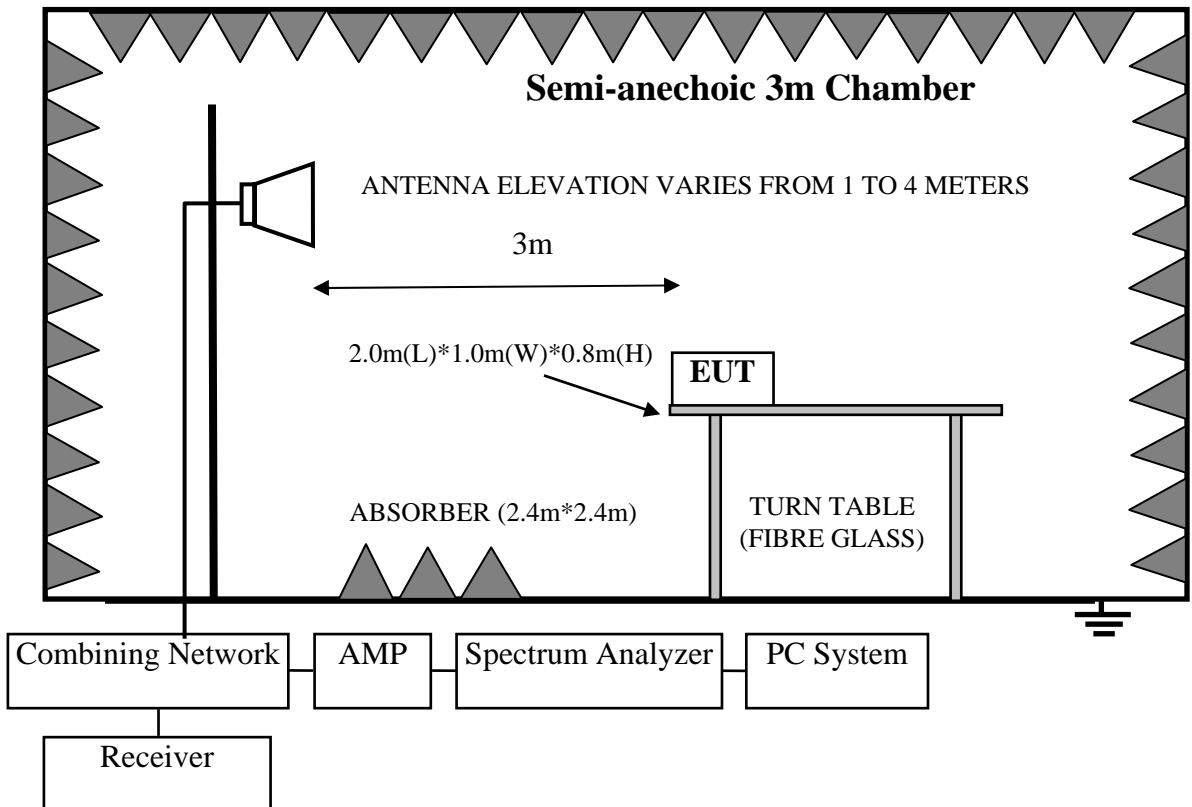 Semi-anechoic 3m Chamber
ANTENNA ELEVATION VARIES FROM 1 TO 4 METERS
3m
2.0m(L)*1.0m(W)*0.8m(H)
EUT
ABSORBER (2.4m*2.4m)
TURN TABLE
(FIBRE GLASS)
Combining Network
AMP
Spectrum Analyzer
PC System
Receiver